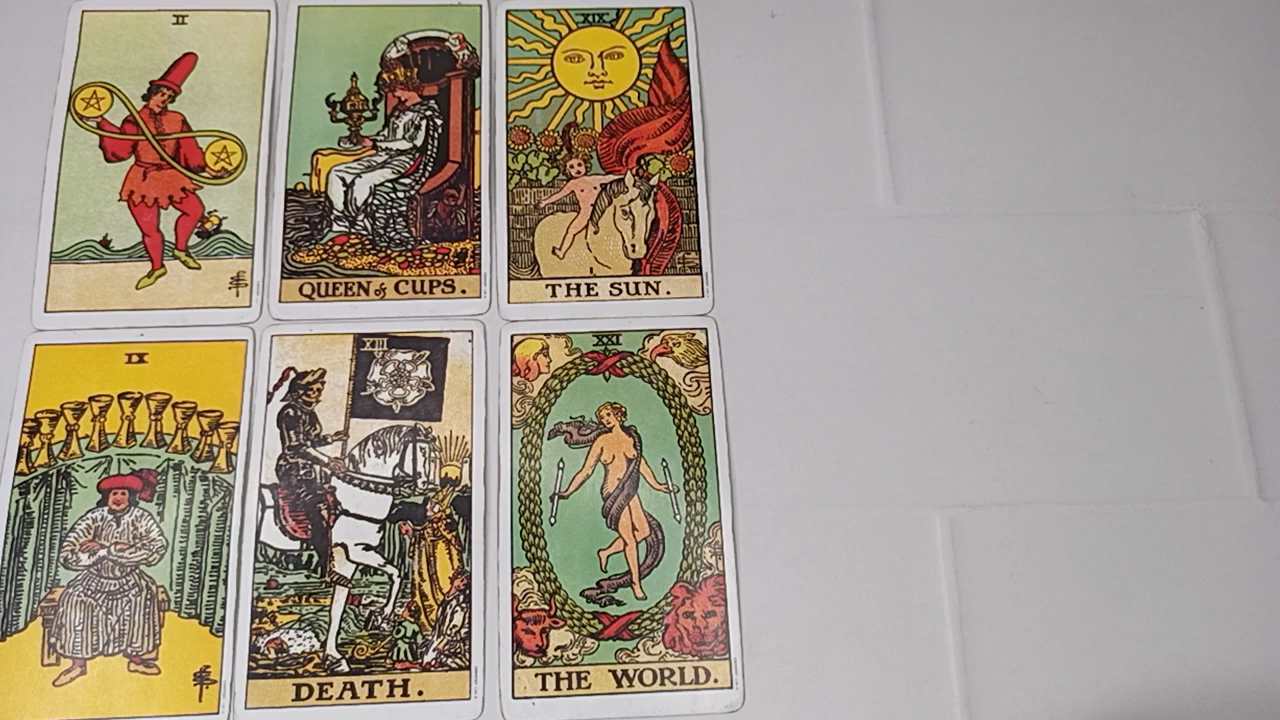 II
QUEEN of CUPS.
XIX
THE SUN.
IX
XIII
DEATH.
XXI
THE WORLD.